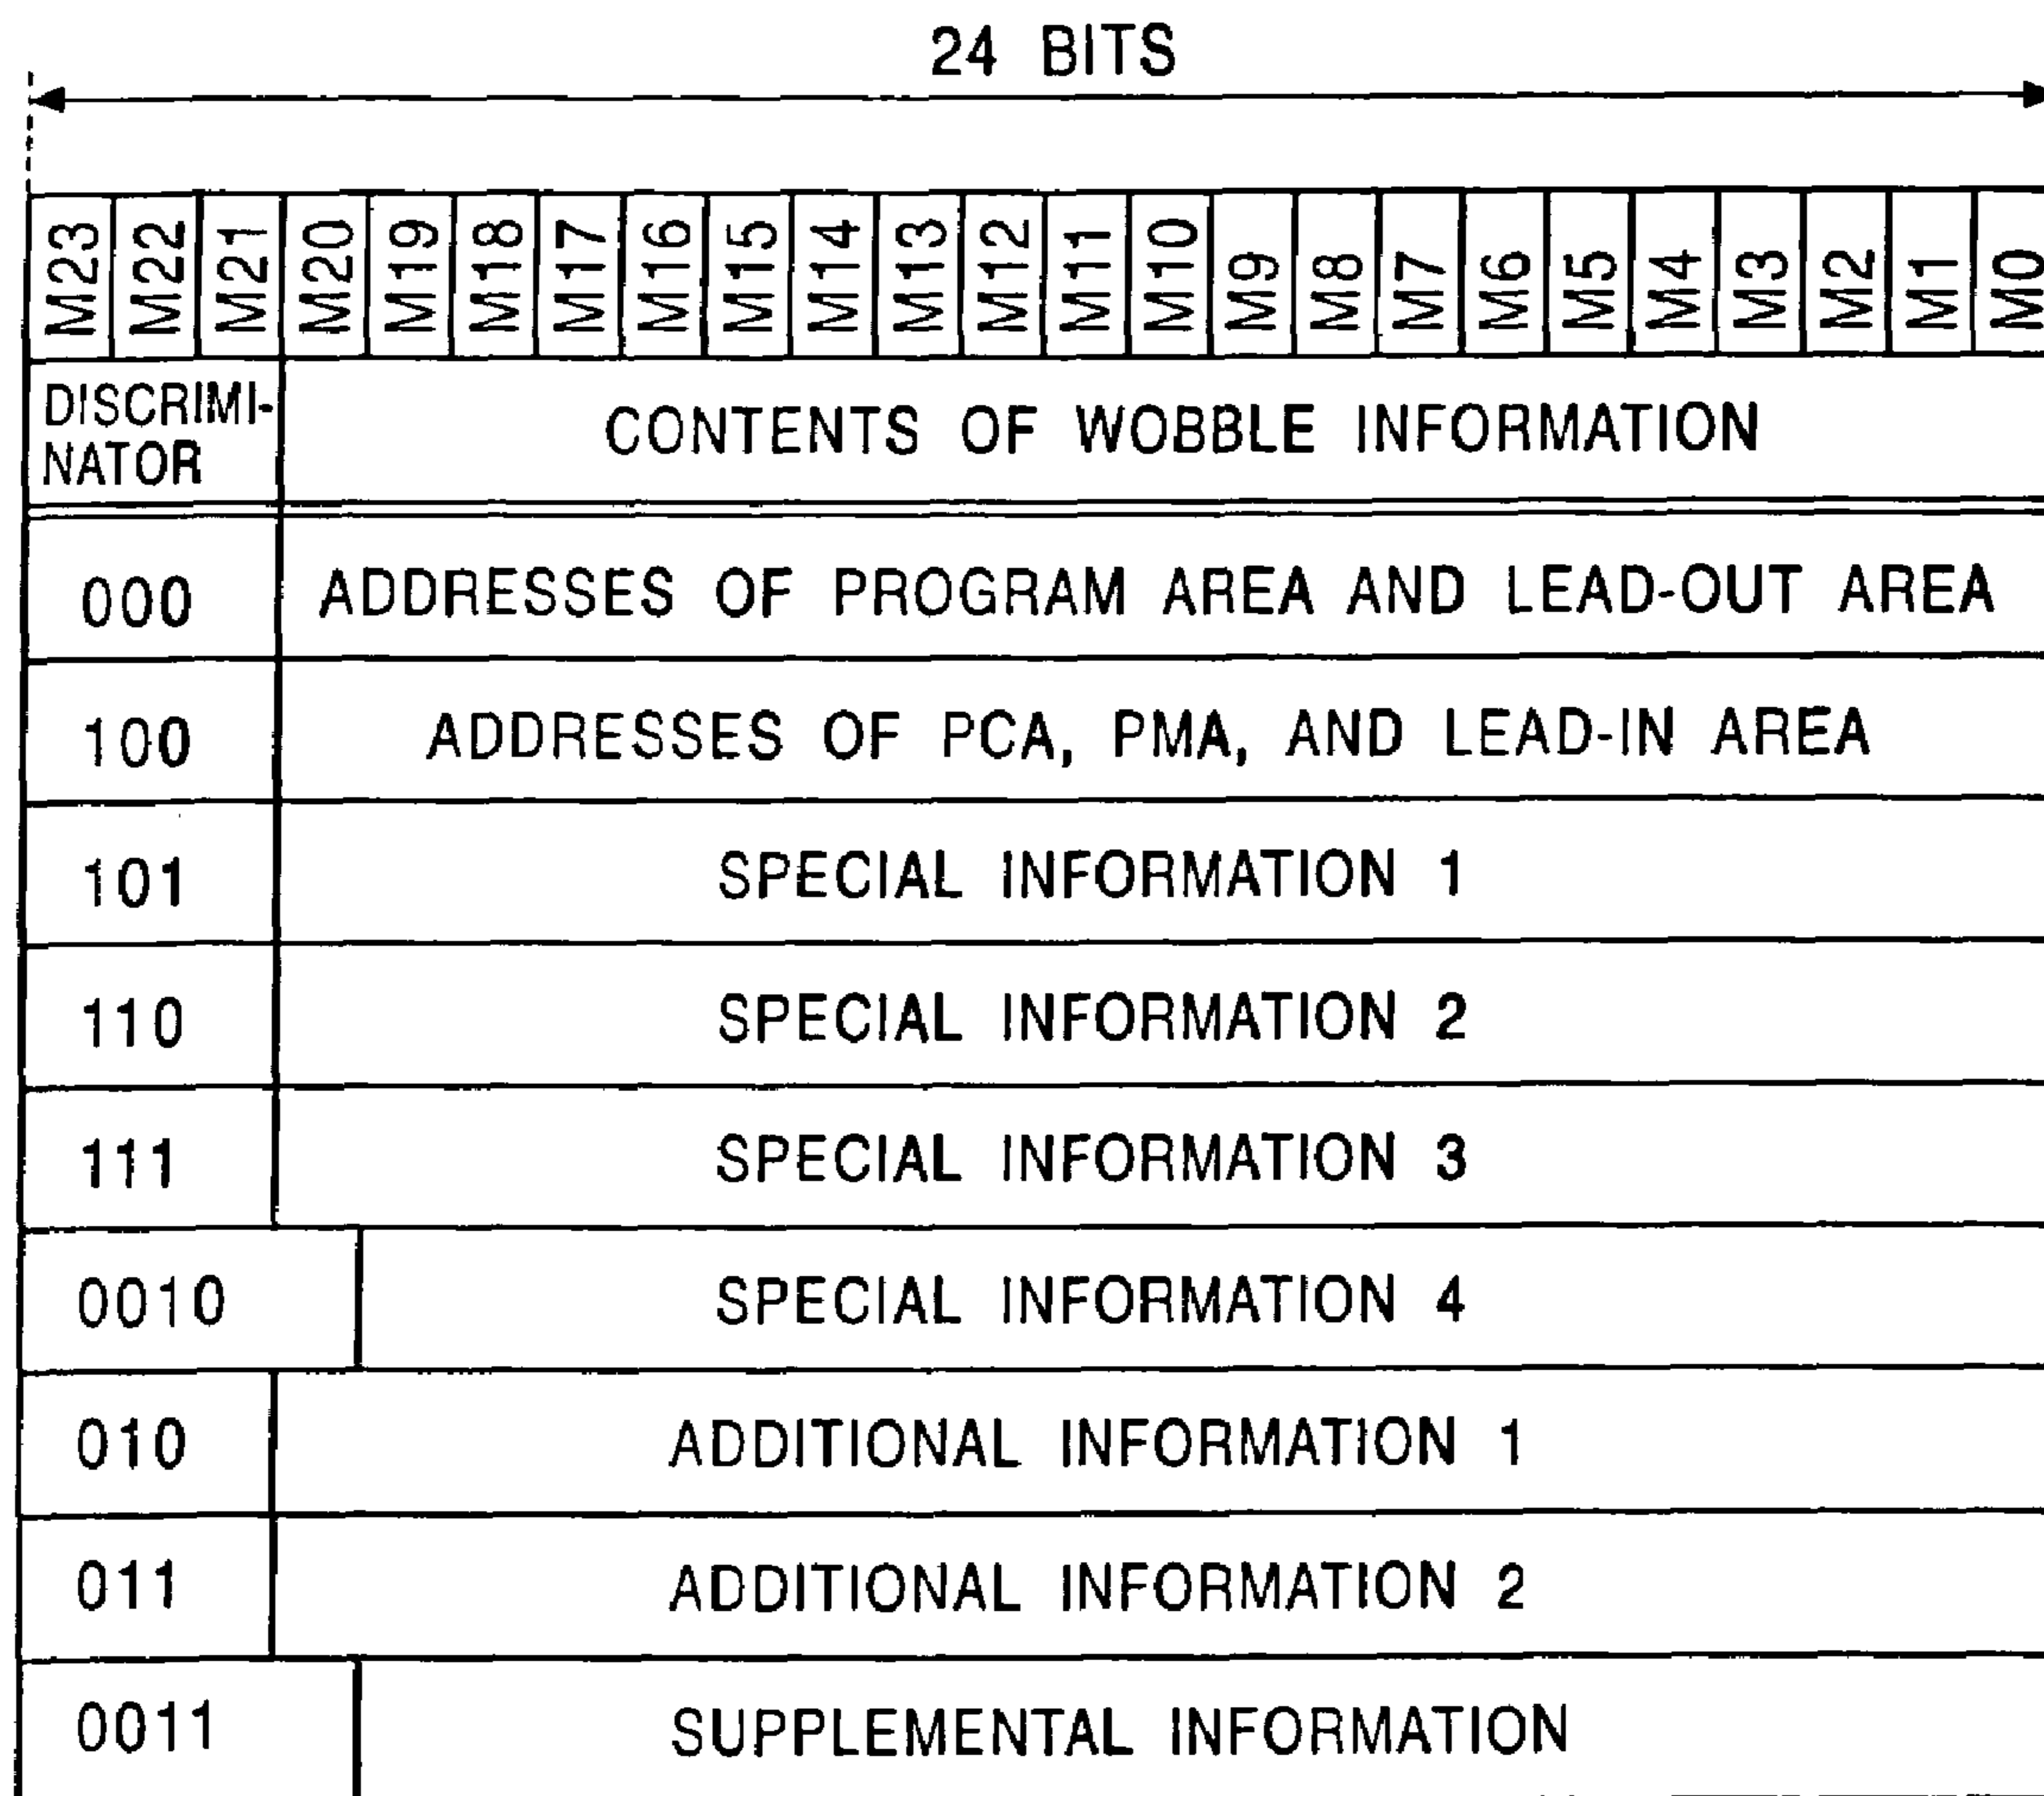 24 BITS
M23 M22 M21 M20 M19 M18 M17 M16 M15 M14 M13 M12 M11 M10 M9 M8 M7 M6 M5 M4 M3 M2 M1 M0
DISCRIMI-
NATOR
CONTENTS OF WOBBLE INFORMATION
000 ADDRESSES OF PROGRAM AREA AND LEAD-OUT AREA
100 ADDRESSES OF PCA, PMA, AND LEAD-IN AREA
101 SPECIAL INFORMATION 1
110 SPECIAL INFORMATION 2
111 SPECIAL INFORMATION 3
0010 SPECIAL INFORMATION 4
010 ADDITIONAL INFORMATION 1
011 ADDITIONAL INFORMATION 2
0011 SUPPLEMENTAL INFORMATION